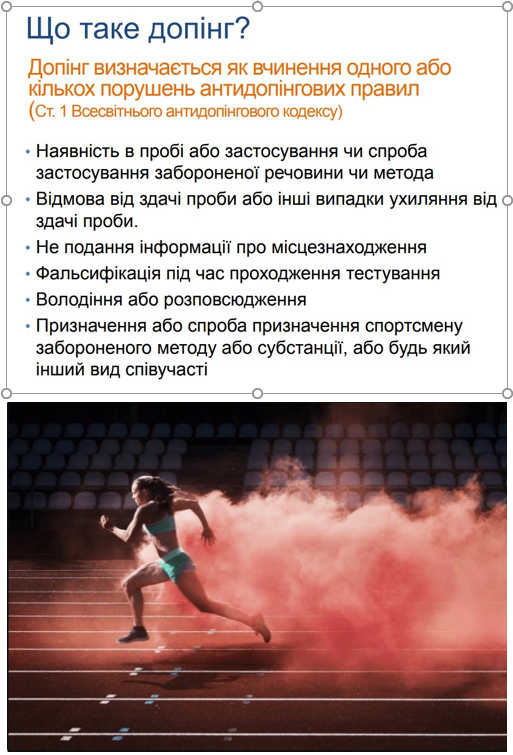 Що таке допінг?
Допінг визначається як вчинення одного або
кількох порушень антидопінгових правил
(Ст. 1 Всесвітнього антидопінгового кодексу)
• Наявність в пробі або застосування чи спроба
застосування забороненої речовини чи метода
• Відмова від здачі проби або інші випадки ухиляння від
здачі проби.
• Не подання інформації про місцезнаходження
• Фальсифікація під час проходження тестування
• Володіння або розповсюдження
• Призначення або спроба призначення спортсмену
забороненого методу або субстанції, або будь який
інший вид співучасті